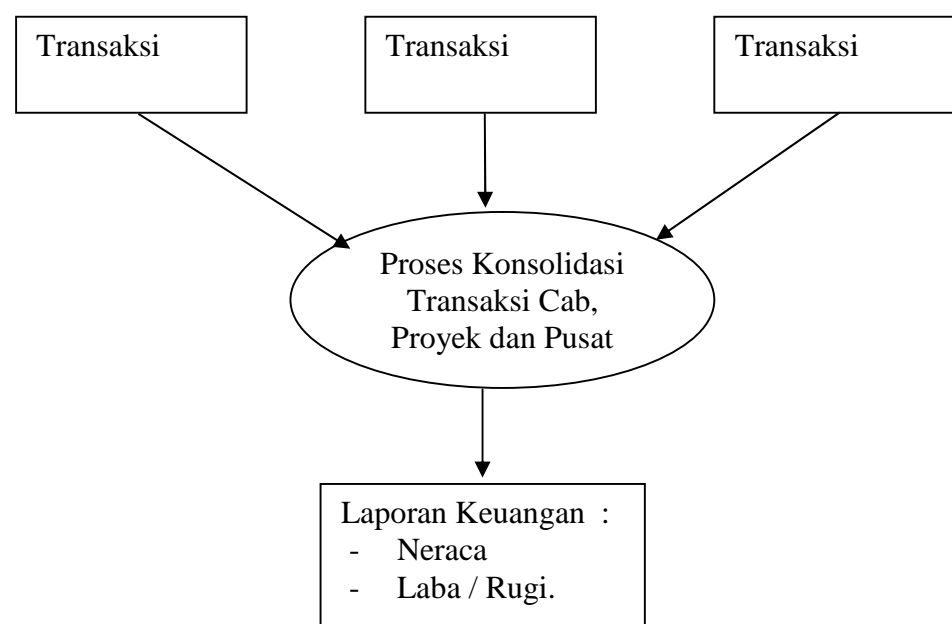 Transaksi
Transaksi
Transaksi
Proses Konsolidasi
Transaksi Cab,
Proyek dan Pusat
Laporan Keuangan :
- Neraca
- Laba / Rugi.